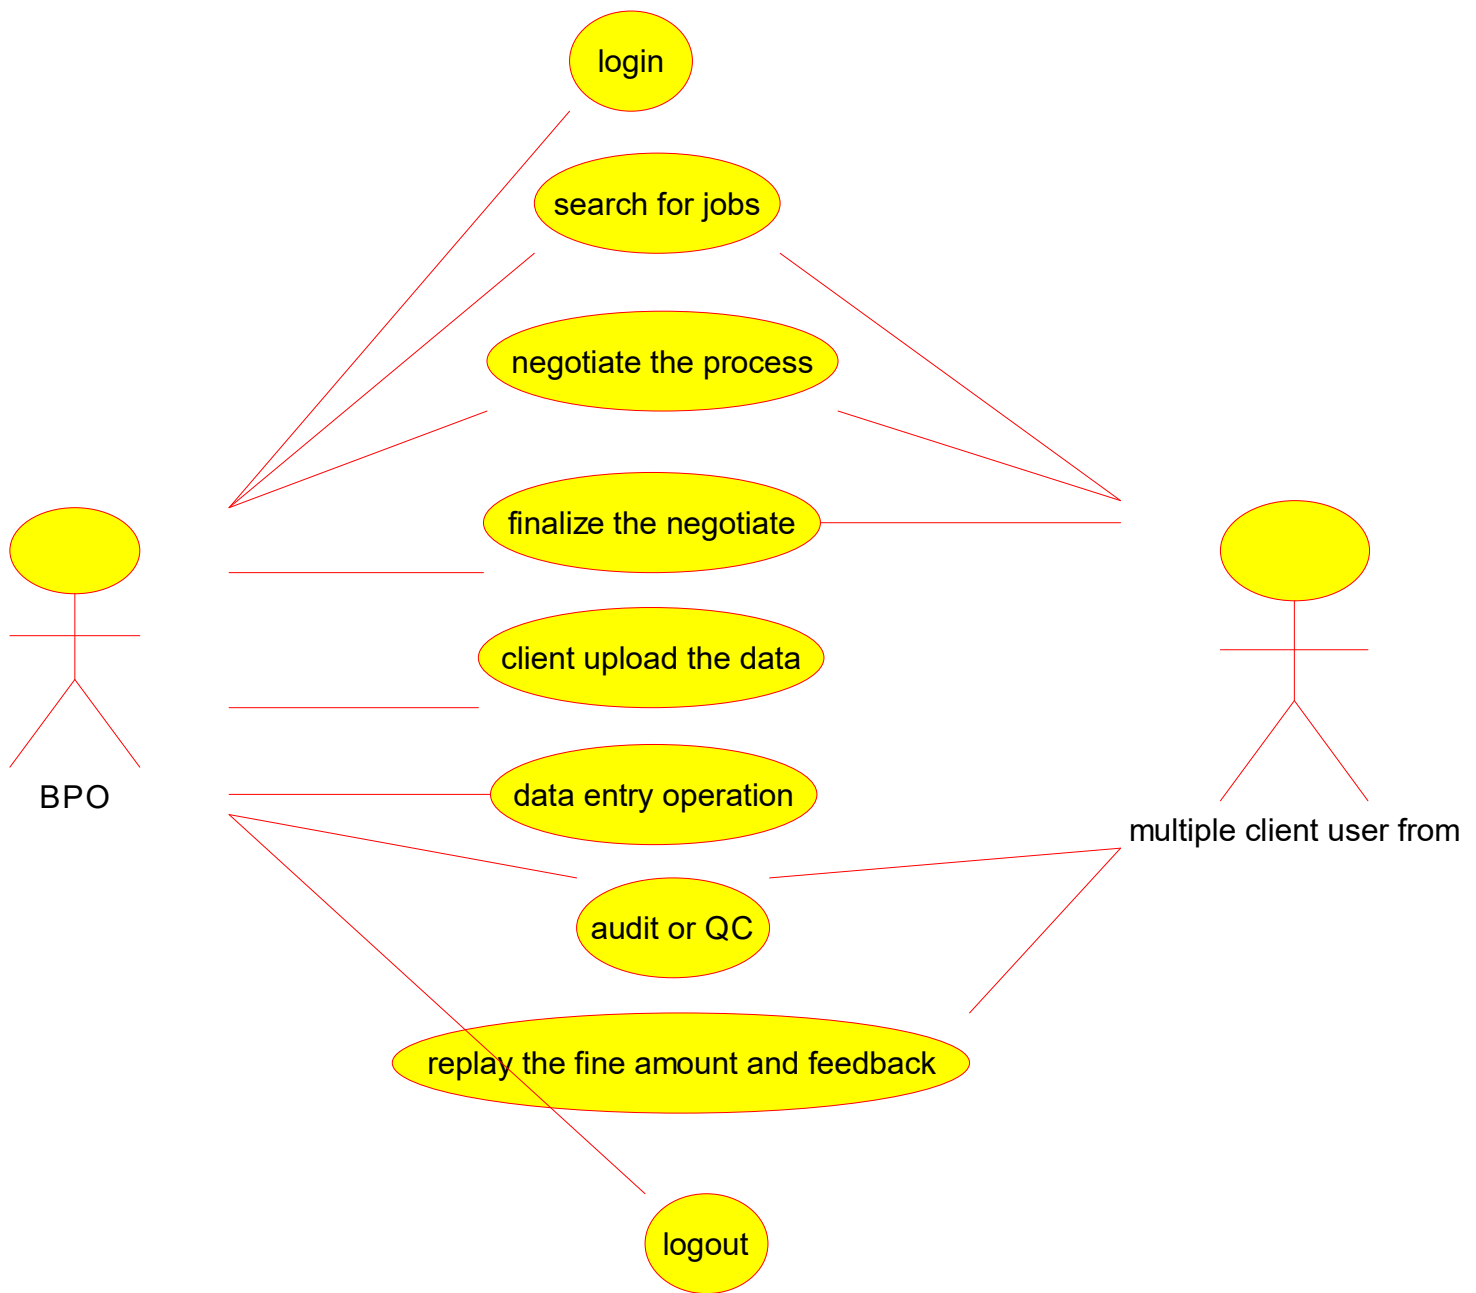 login
search for jobs
negotiate the process
finalize the negotiate
client upload the data
data entry operation
BPO
multiple client user from
audit or QC
replay the fine amount and feedback
logout